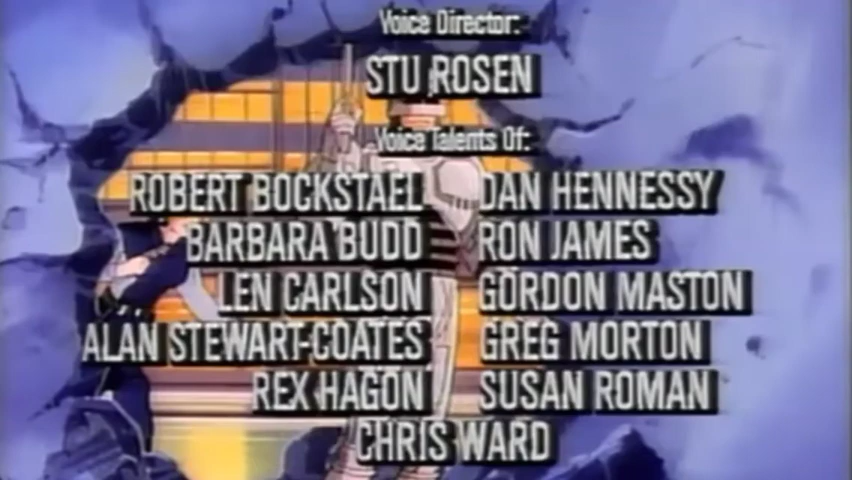 Voice Director:
STU ROSEN
Voice Talents Of:
ROBERT BOCKSTAEL DAN HENNESSY
BARBARA BUDD RON JAMES
LEN CARLSON GORDON MASTON
ALAN STEWART-COATES GREG MORTON
REX HAGON SUSAN ROMAN
CHRIS WARD